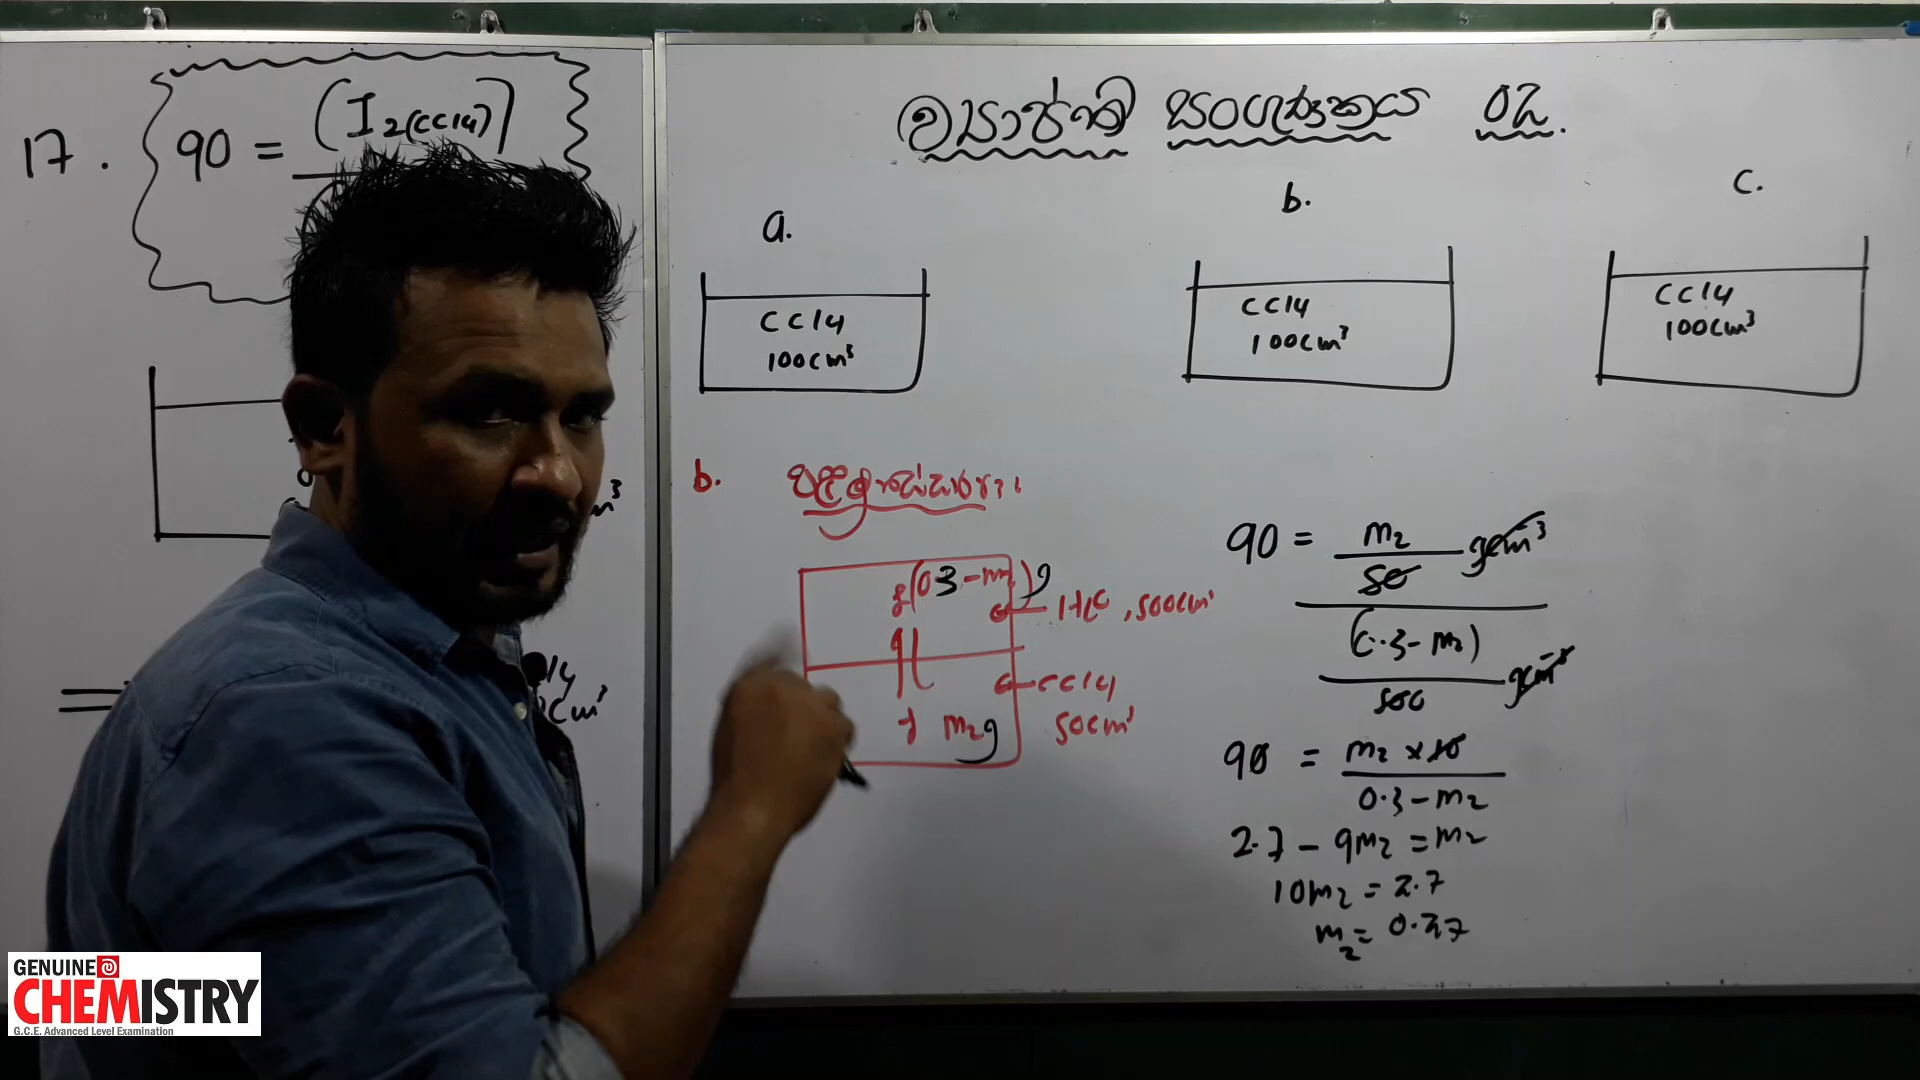 17.
90 = (I2(CCl4))
ව්‍යාප්ති සංගුණකය 02.
a.
CCl4
100cm³
b.
CCl4
100cm³
c.
CCl4
100cm³
b.
(0.3 - m2)g
H2O, 500cm³
CCl4
50cm³
m2g
90 = m2/50 gcm⁻³
(0.3 - m2)/500 gcm⁻³
90 = m2 × 10
0.3 - m2
2.7 - 9m2 = m2
10m2 = 2.7
m2 = 0.27
GENUINE
CHEMISTRY
G.C.E. Advanced Level Examination